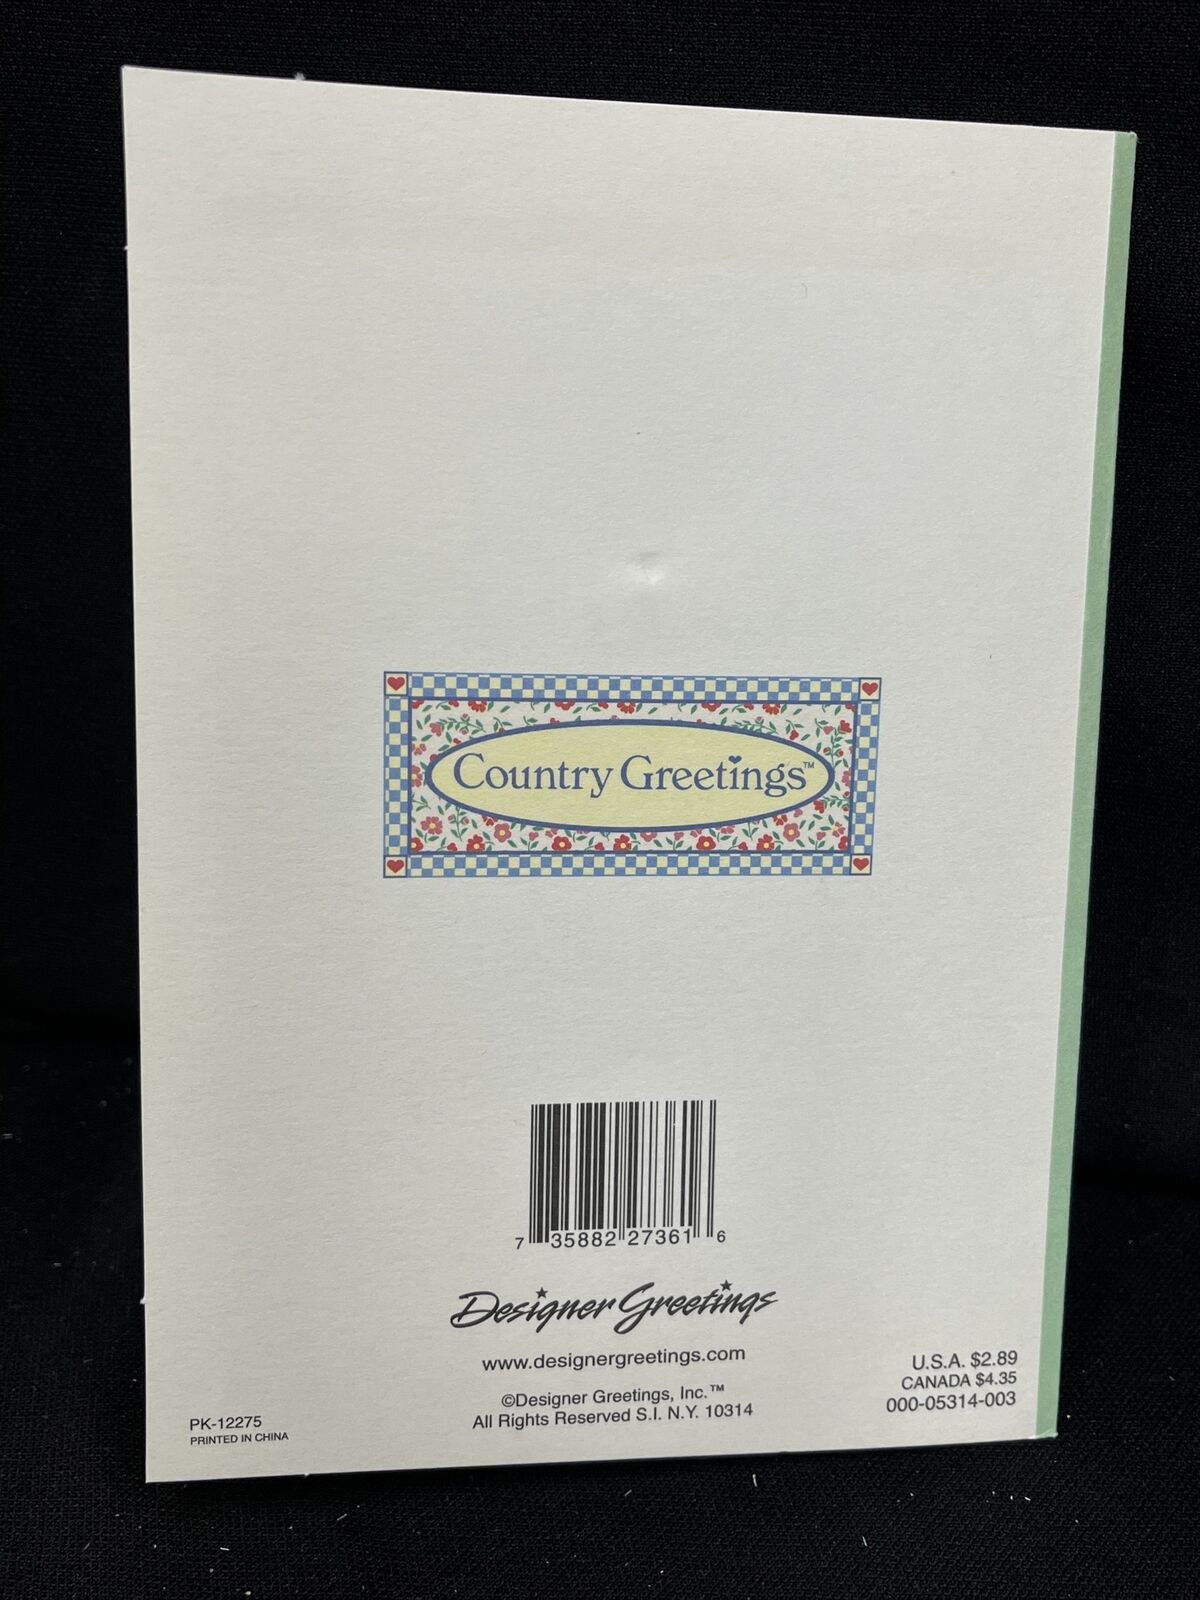 Country Greetings™
7 35882 27361 6
Designer Greetings
www.designergreetings.com
©Designer Greetings, Inc.™
All Rights Reserved S.I. N.Y. 10314
U.S.A. $2.89
CANADA $4.35
000-05314-003
PK-12275
PRINTED IN CHINA